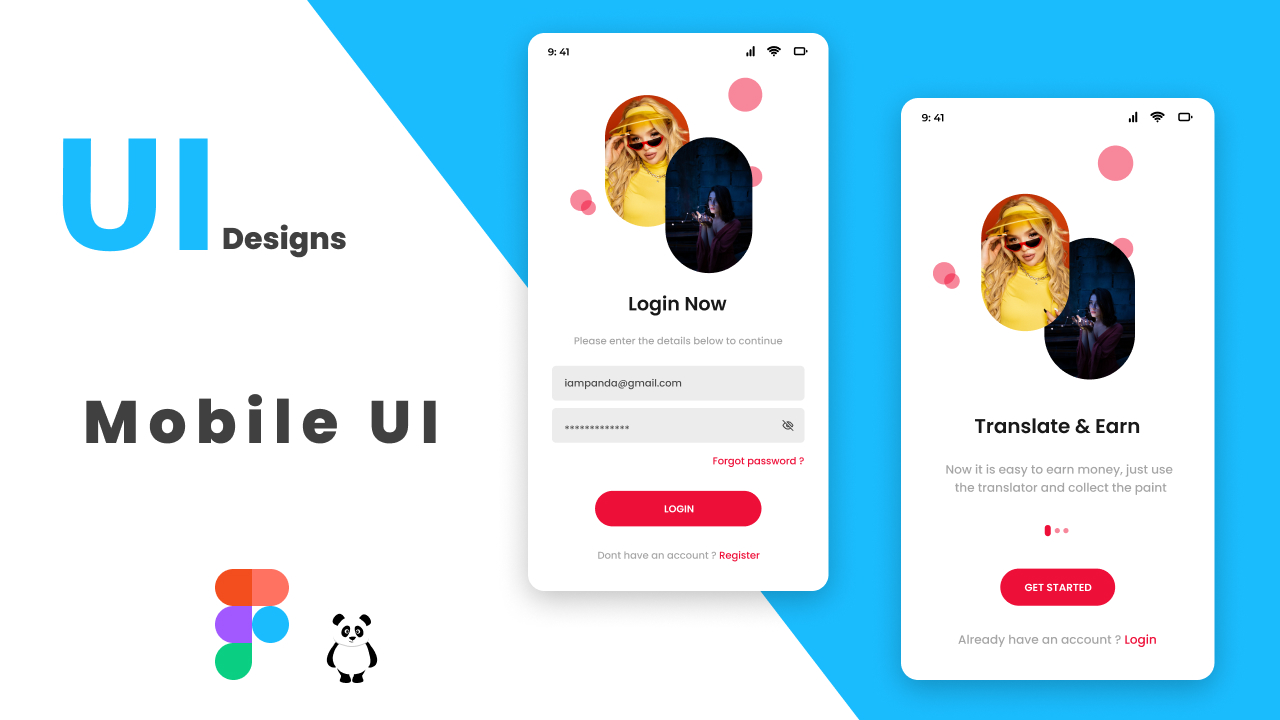 UI Designs
Mobile UI
9: 41
Login Now
Please enter the details below to continue
iampanda@gmail.com
*************
Forgot password ?
LOGIN
Dont have an account ? Register
9: 41
Translate & Earn
Now it is easy to earn money, just use
the translator and collect the paint
GET STARTED
Already have an account ? Login